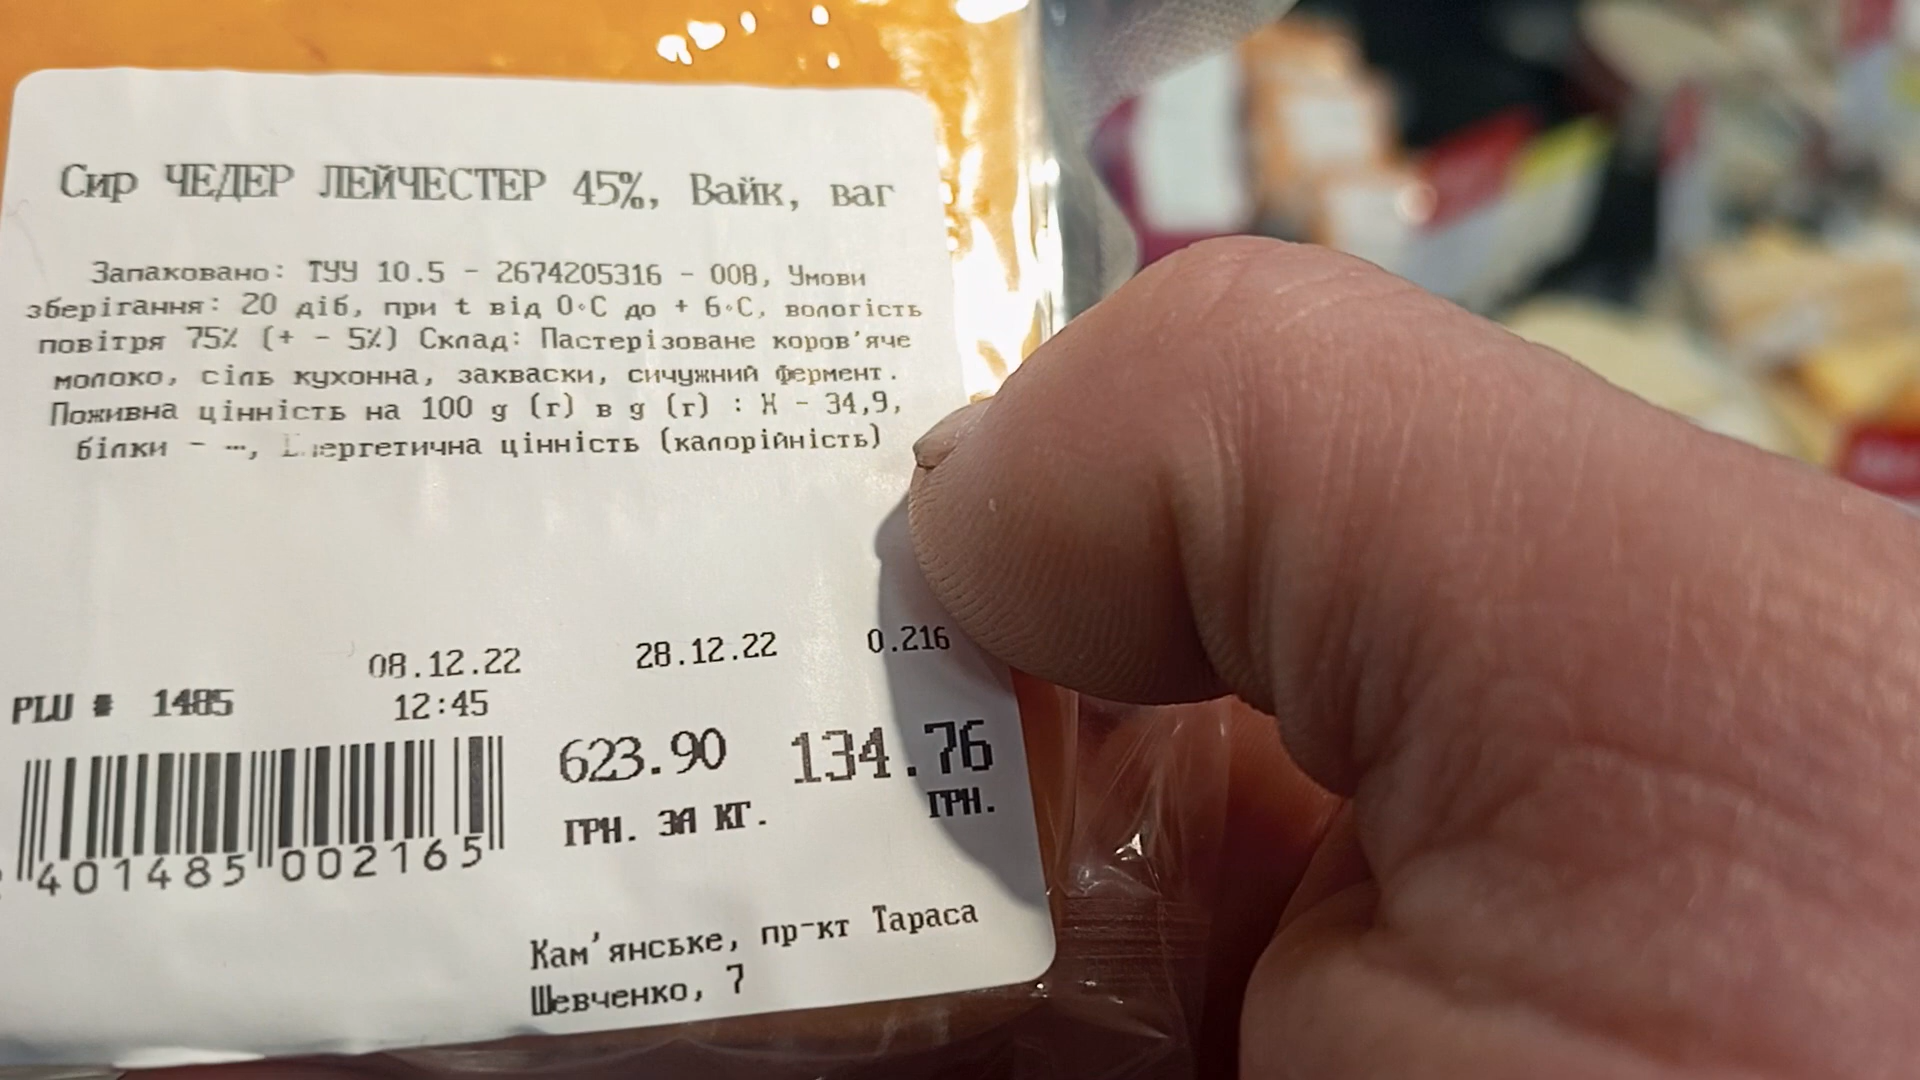 Сир ЧЕДЕР ЛЕЙЧЕСТЕР 45%, Вайк, ваг
Запаковано: ТУУ 10.5 - 2674205316 - 008, Умови
зберігання: 20 діб, при t від 0◦С до + 6◦С, вологість
повітря 75% (+ - 5%) Склад: Пастерізоване коров'яче
молоко, сіль кухонна, закваски, сичужний фермент.
Поживна цінність на 100 g (г) в g (г) : Ж - 34,9,
білки - …, цінність (калорійність)
08.12.22 28.12.22 0.216
PLU # 1485 12:45
623.90 134.76
ГРН. ЗА КГ. ГРН.
401485 002165
Кам'янське, пр-кт Тараса
Шевченко, 7